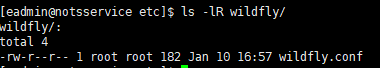 [eadmin@notsservice etc]$ ls -lR wildfly/
wildfly/:
total 4
-rw-r--r-- 1 root root 182 Jan 10 16:57 wildfly.conf